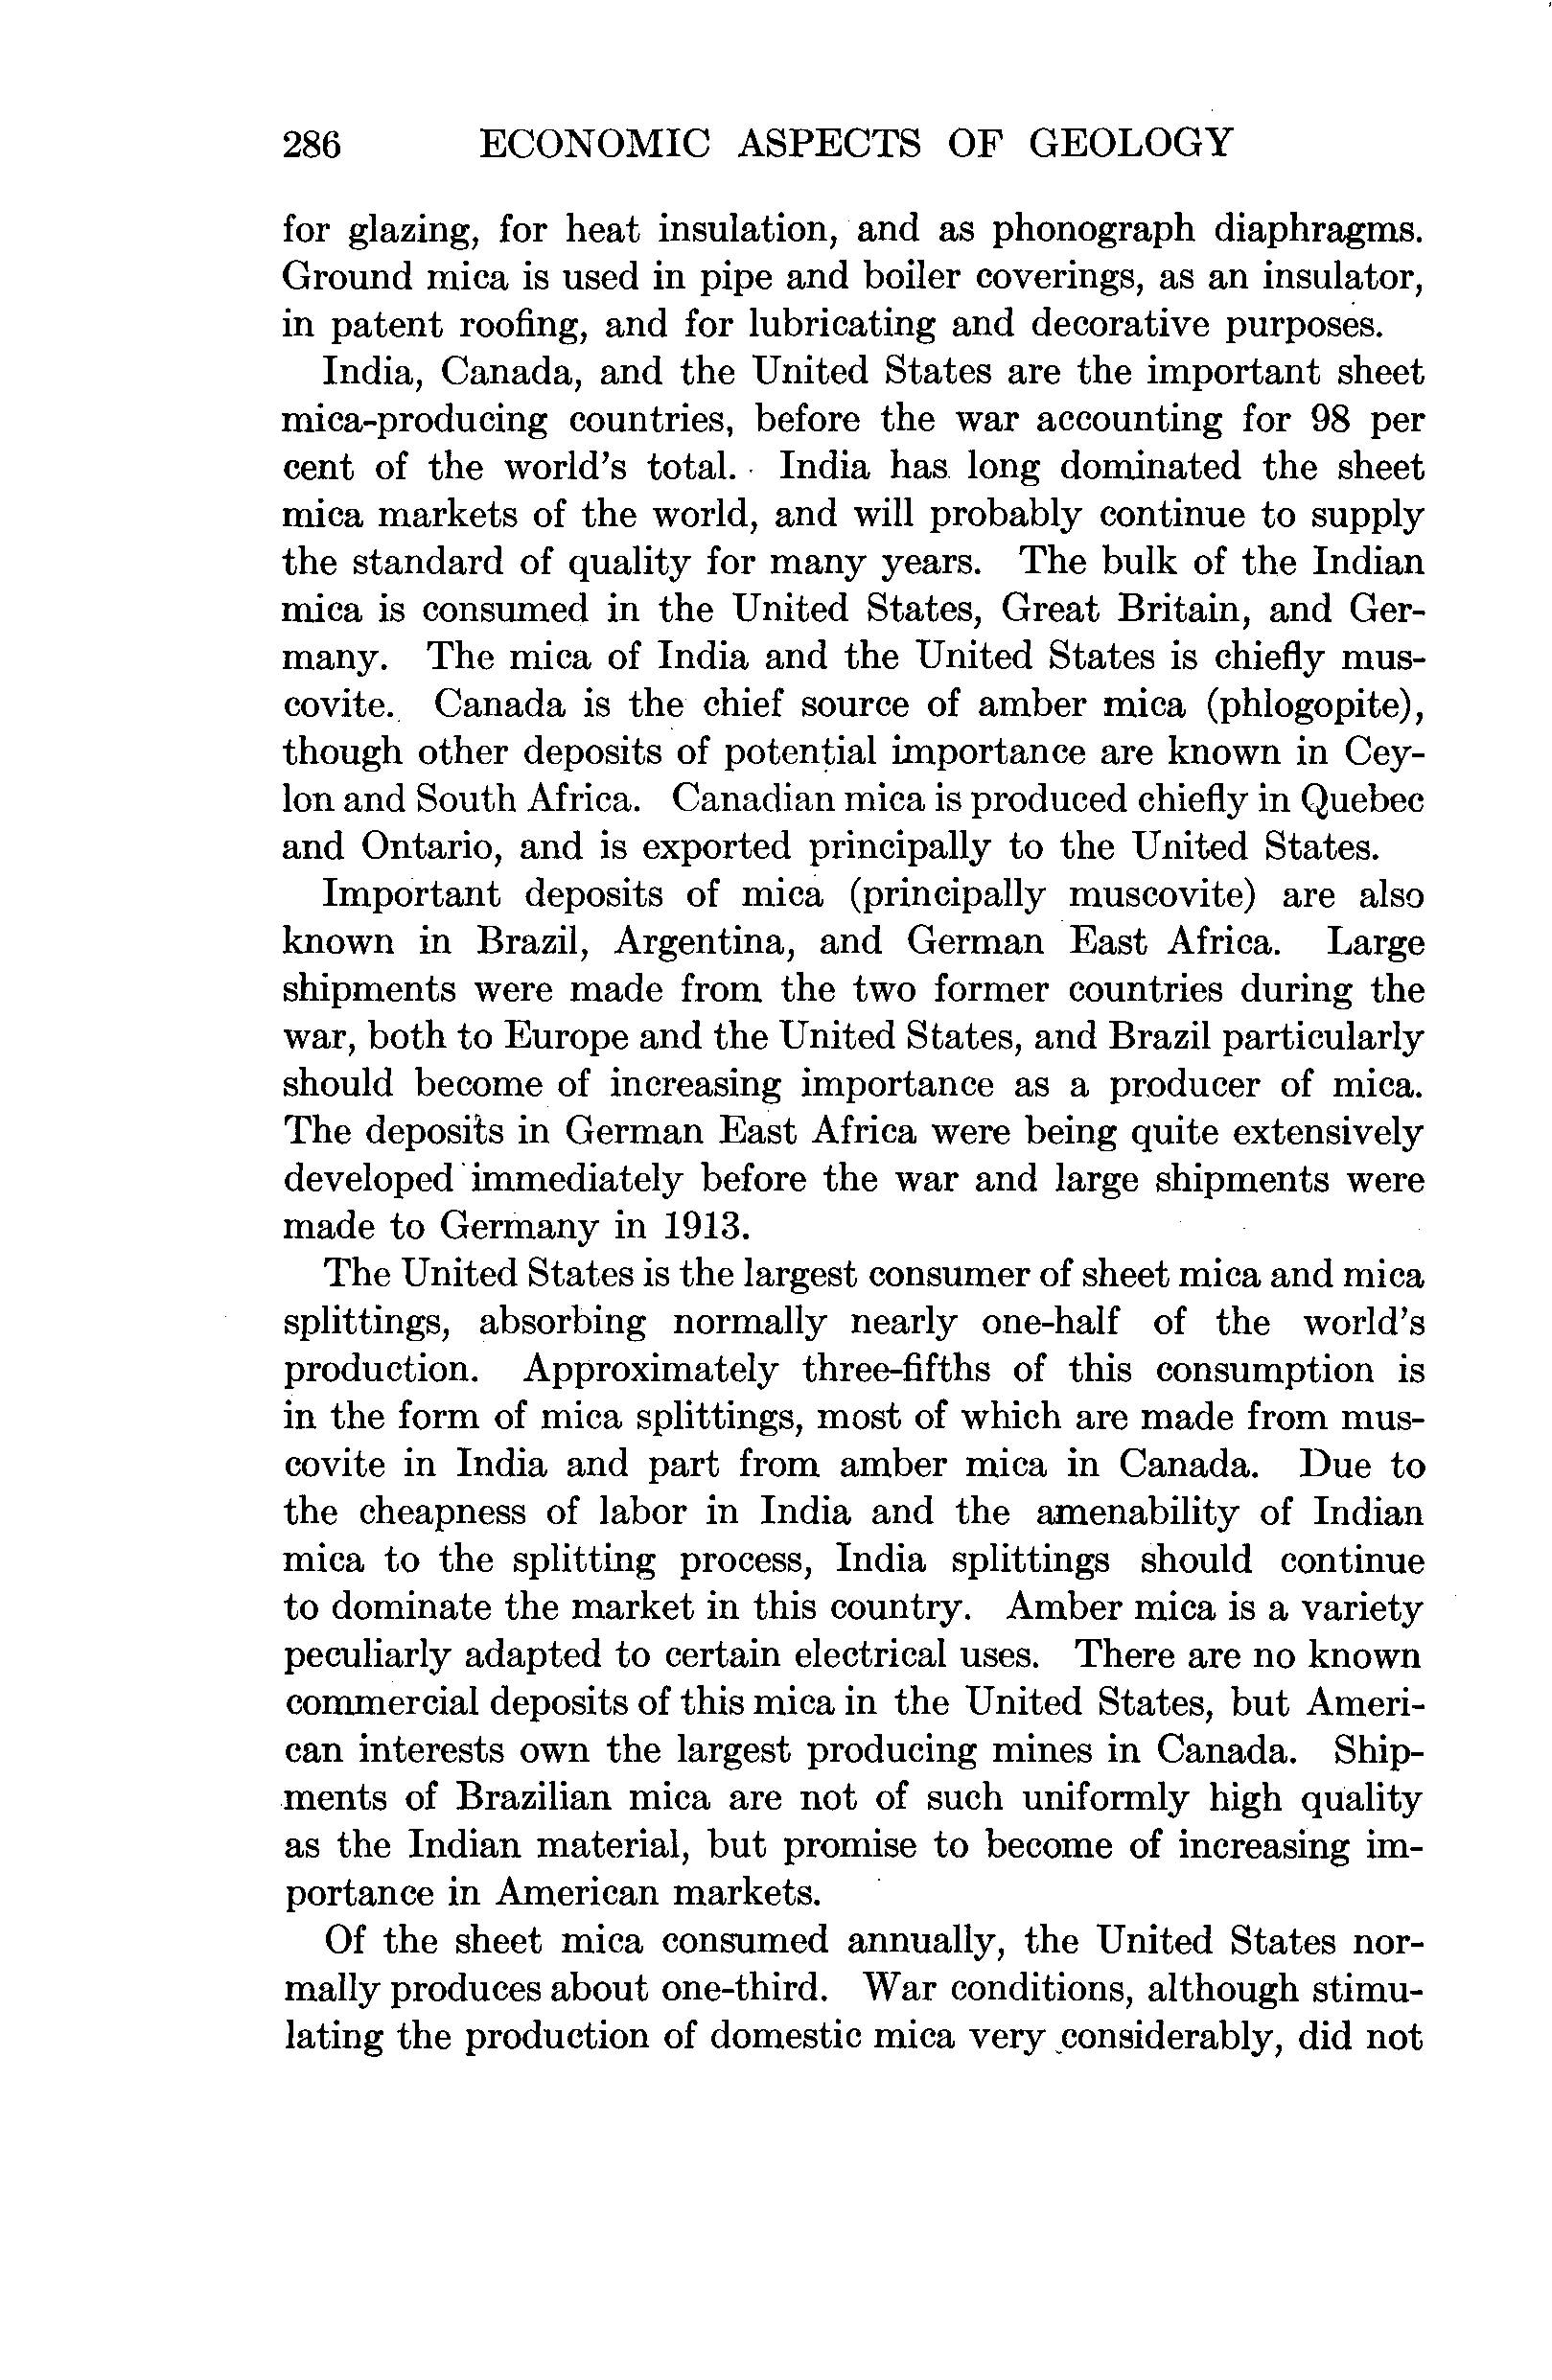 286 ECONOMIC ASPECTS OF GEOLOGY
for glazing, for heat insulation, and as phonograph diaphragms.
Ground mica is used in pipe and boiler coverings, as an insulator,
in patent roofing, and for lubricating and decorative purposes.
India, Canada, and the United States are the important sheet
mica-producing countries, before the war accounting for 98 per
cent of the world's total. India has long dominated the sheet
mica markets of the world, and will probably continue to supply
the standard of quality for many years. The bulk of the Indian
mica is consumed in the United States, Great Britain, and Ger-
many. The mica of India and the United States is chiefly mus-
covite. Canada is the chief source of amber mica (phlogopite),
though other deposits of potential importance are known in Cey-
lon and South Africa. Canadian mica is produced chiefly in Quebec
and Ontario, and is exported principally to the United States.
Important deposits of mica (principally muscovite) are also
known in Brazil, Argentina, and German East Africa. Large
shipments were made from the two former countries during the
war, both to Europe and the United States, and Brazil particularly
should become of increasing importance as a producer of mica.
The deposits in German East Africa were being quite extensively
developed immediately before the war and large shipments were
made to Germany in 1913.
The United States is the largest consumer of sheet mica and mica
splittings, absorbing normally nearly one-half of the world's
production. Approximately three-fifths of this consumption is
in the form of mica splittings, most of which are made from mus-
covite in India and part from amber mica in Canada. Due to
the cheapness of labor in India and the amenability of Indian
mica to the splitting process, India splittings should continue
to dominate the market in this country. Amber mica is a variety
peculiarly adapted to certain electrical uses. There are no known
commercial deposits of this mica in the United States, but Ameri-
can interests own the largest producing mines in Canada. Ship-
ments of Brazilian mica are not of such uniformly high quality
as the Indian material, but promise to become of increasing im-
portance in American markets.
Of the sheet mica consumed annually, the United States nor-
mally produces about one-third. War conditions, although stimu-
lating the production of domestic mica very considerably, did not